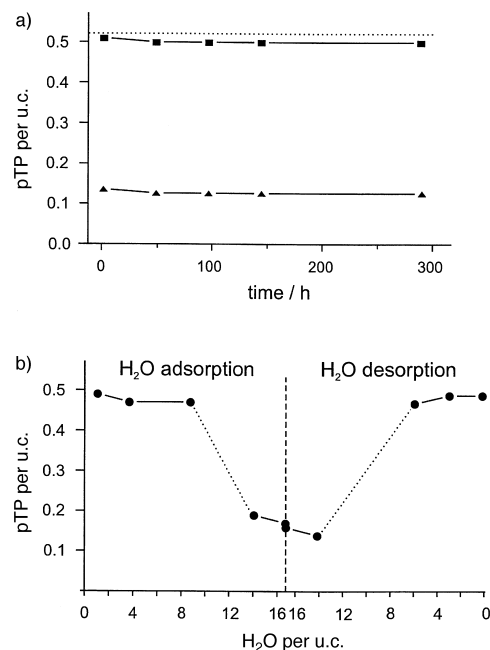 a)
0.5
0.4
0.3
0.2
0.1
0.0
pTP per u.c.
0 100 200 300
time / h
b)
H₂O adsorption H₂O desorption
0.5
0.4
0.3
0.2
0.1
pTP per u.c.
0 4 8 12 16 16 12 8 4 0
H₂O per u.c.